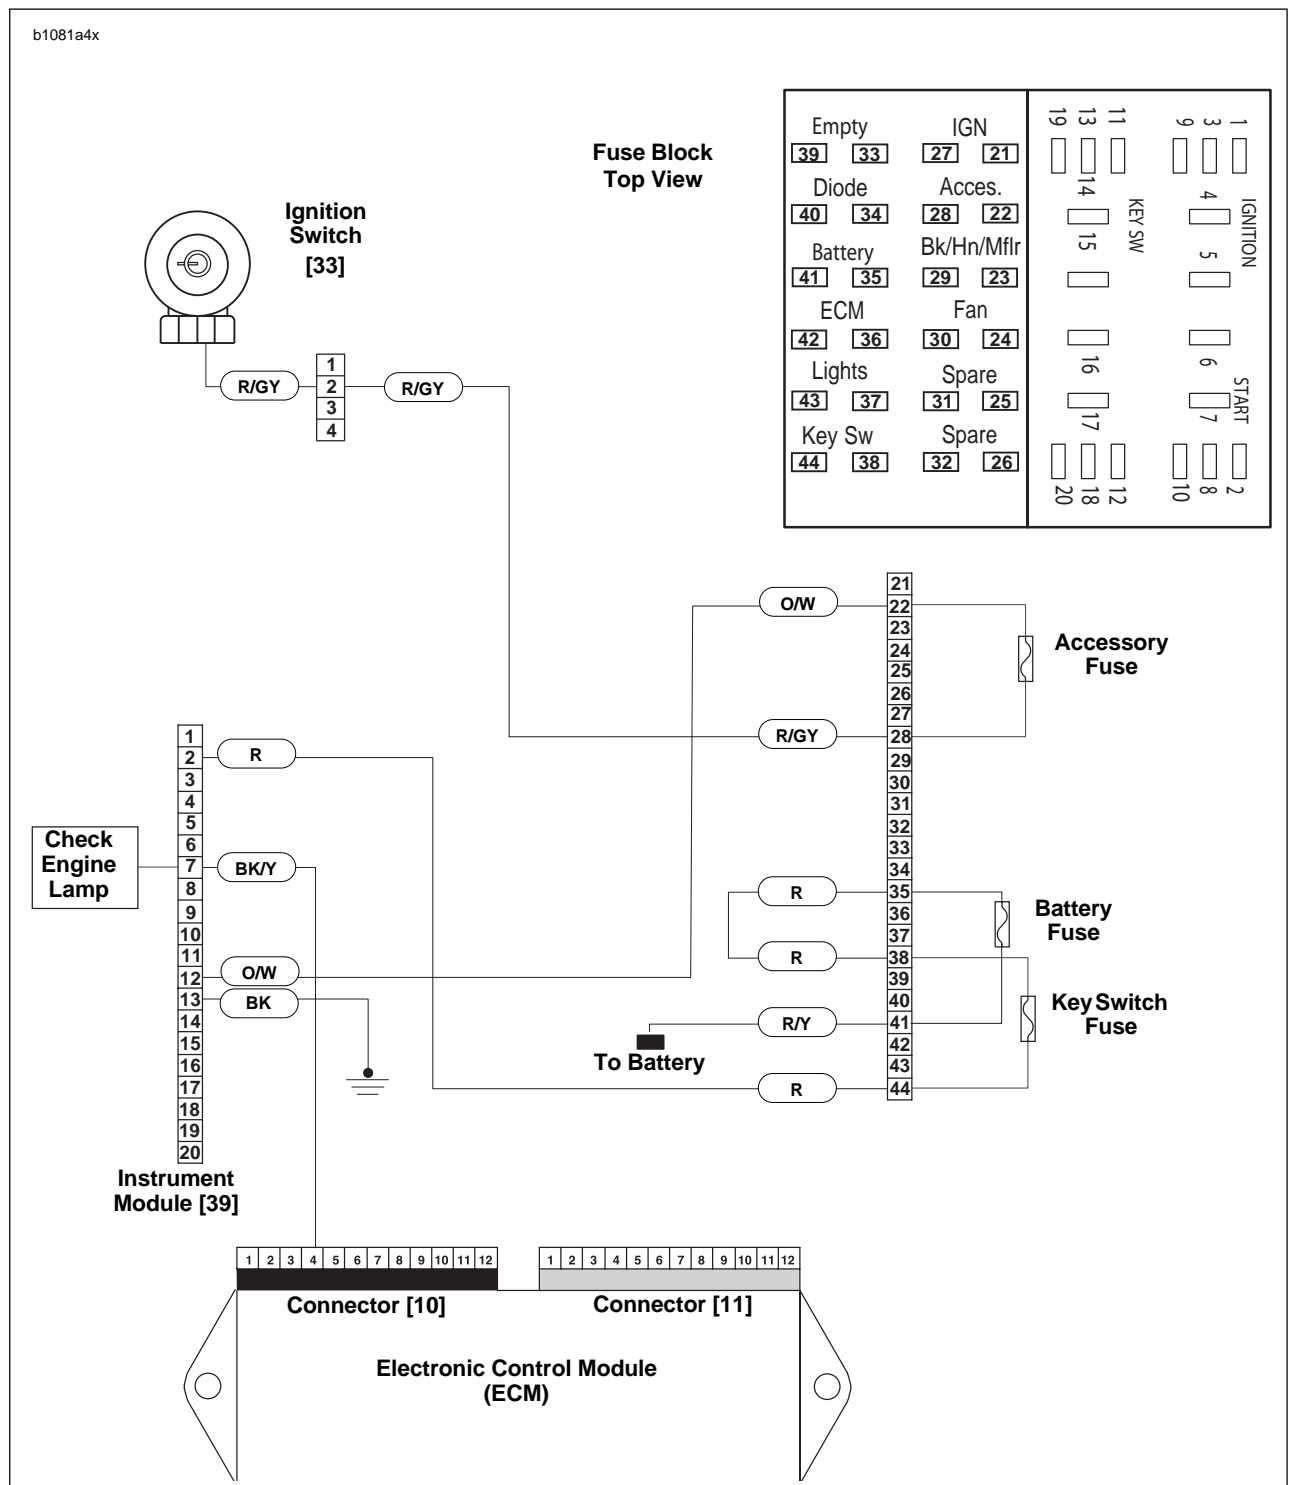 b1081a4x
Fuse Block
Top View
Empty
IGN
39 33 27 21
Diode
Acces.
40 34 28 22
Battery
Bk/Hn/Mflr
41 35 29 23
ECM
Fan
42 36 30 24
Lights
Spare
43 37 31 25
Key Sw
Spare
44 38 32 26
19 13 11 9 3 1
14 KEY SW 4 IGNITION
15 5
16 6
17 7 START
20 18 12 10 8 2
Ignition
Switch
[33]
R/GY
1
2
3
4
R/GY
O/W
R/GY
R
R
R/Y
To Battery
R
21
22
23
24
25
26
27
28
29
30
31
32
33
34
35
36
37
38
39
40
41
42
43
44
Accessory
Fuse
Battery
Fuse
Key Switch
Fuse
Check
Engine
Lamp
1
2
3
4
5
6
7
8
9
10
11
12
13
14
15
16
17
18
19
20
R
BK/Y
O/W
BK
Instrument
Module [39]
1 2 3 4 5 6 7 8 9 10 11 12
1 2 3 4 5 6 7 8 9 10 11 12
Connector [10]
Connector [11]
Electronic Control Module
(ECM)